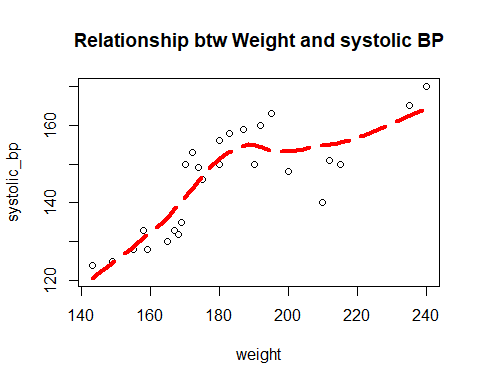 Relationship btw Weight and systolic BP
systolic_bp
160
140
120
140 160 180 200 220 240
weight